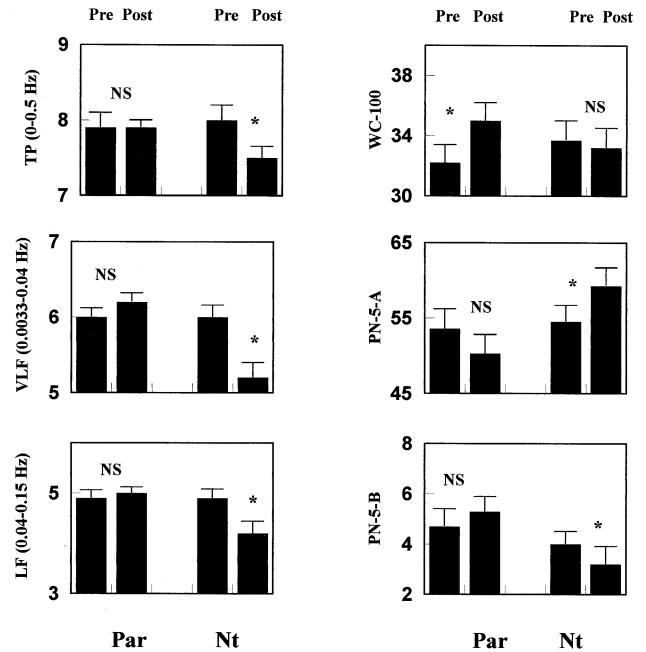 Pre Post Pre Post Pre Post
TP (0-0.5 Hz)
9
8
7
NS
*
WC-100
38
34
30
*
NS
VLF (0.0033-0.04 Hz)
7
6
5
NS
*
PN-5-A
65
55
45
NS
*
LF (0.04-0.15 Hz)
5
3
NS
*
PN-5-B
8
6
4
2
NS
*
Par Nt Par Nt